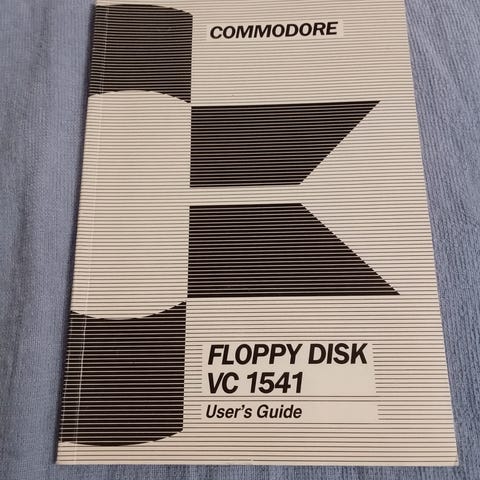 COMMODORE
FLOPPY DISK
VC 1541
User's Guide